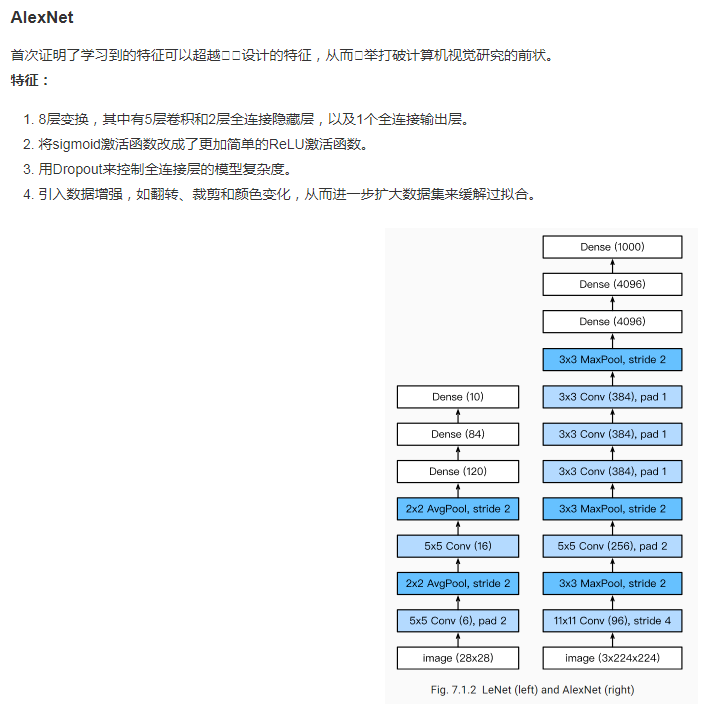 AlexNet
首次证明了学习到的特征可以超越□□设计的特征，从而□举打破计算机视觉研究的前状。
特征：
1. 8层变换，其中有5层卷积和2层全连接隐藏层，以及1个全连接输出层。
2. 将sigmoid激活函数改成了更加简单的ReLU激活函数。
3. 用Dropout来控制全连接层的模型复杂度。
4. 引入数据增强，如翻转、裁剪和颜色变化，从而进一步扩大数据集来缓解过拟合。
Dense (10)
Dense (84)
Dense (120)
2x2 AvgPool, stride 2
5x5 Conv (16)
2x2 AvgPool, stride 2
5x5 Conv (6), pad 2
image (28x28)
Dense (1000)
Dense (4096)
Dense (4096)
3x3 MaxPool, stride 2
3x3 Conv (384), pad 1
3x3 Conv (384), pad 1
3x3 Conv (384), pad 1
3x3 MaxPool, stride 2
5x5 Conv (256), pad 2
3x3 MaxPool, stride 2
11x11 Conv (96), stride 4
image (3x224x224)
Fig. 7.1.2 LeNet (left) and AlexNet (right)